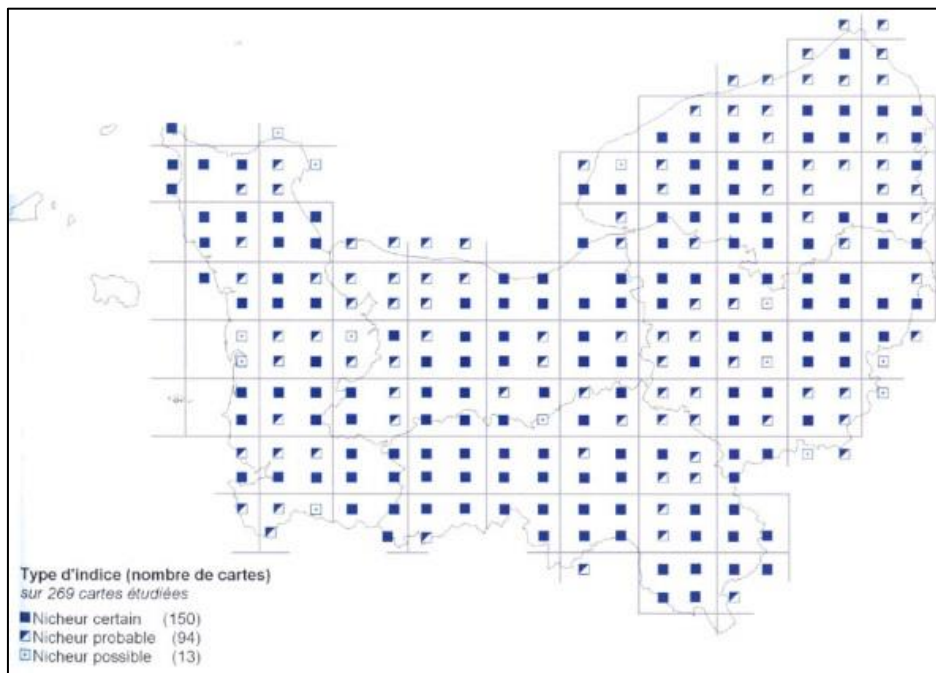 Type d'indice (nombre de cartes)
sur 269 cartes étudiées
Nicheur certain (150)
Nicheur probable (94)
Nicheur possible (13)